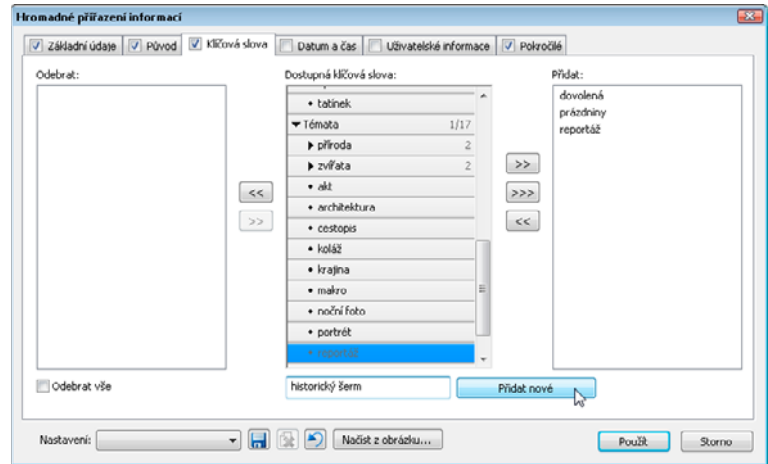 Hromadné přiřazení informací
Základní údaje Původ Klíčová slova Datum a čas Uživatelské informace Pokročilé
Odebrat: Dostupná klíčová slova: Přidat:
• tatínek
Témata 1/17
příroda 2
zvířata 2
• akt
• architektura
• cestopis
• koláž
• krajina
• makro
• noční foto
• portrét
• reportáž
dovolená
prázdniny
reportáž
<<
>>
>>
>>>
<<
Odebrat vše
historický šerm
Přidat nové
Nastavení: Načíst z obrázku... Použít Storno